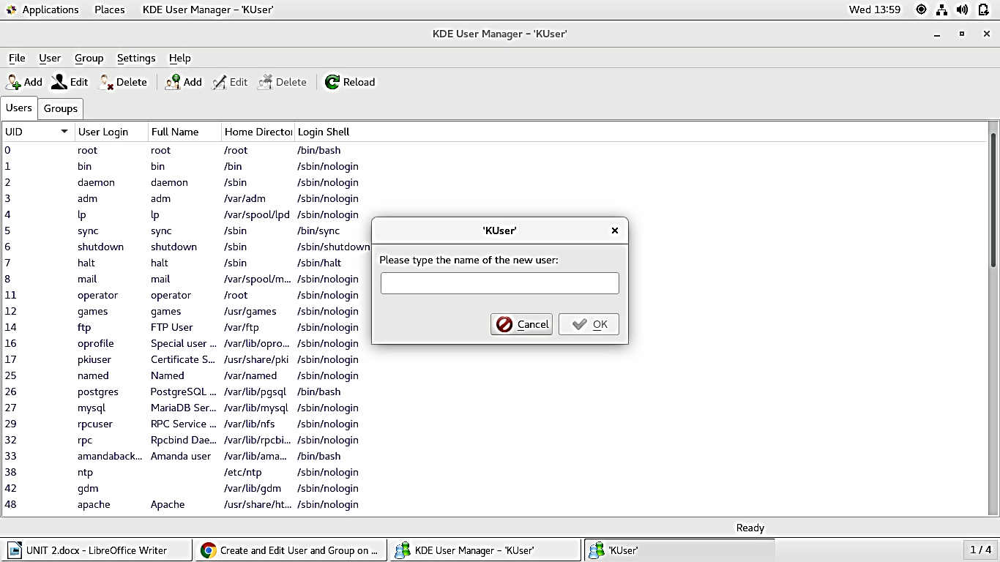 Applications Places KDE User Manager – 'KUser' Wed 13:59
KDE User Manager – 'KUser'
File User Group Settings Help
Add Edit Delete Add Edit Delete Reload
Users Groups
UID User Login Full Name Home Director Login Shell
0 root root /root /bin/bash
1 bin bin /bin /sbin/nologin
2 daemon daemon /sbin /sbin/nologin
3 adm adm /var/adm /sbin/nologin
4 lp lp /var/spool/lpd /sbin/nologin
5 sync sync /sbin /bin/sync
6 shutdown shutdown /sbin /sbin/shutdown
7 halt halt /sbin /sbin/halt
8 mail mail /var/spool/m... /sbin/nologin
11 operator operator /root /sbin/nologin
12 games games /usr/games /sbin/nologin
14 ftp FTP User /var/ftp /sbin/nologin
16 oprofile Special user ... /var/lib/opro... /sbin/nologin
17 pkiuser Certificate S... /usr/share/pki /sbin/nologin
25 named Named /var/named /sbin/nologin
26 postgres PostgreSQL ... /var/lib/pgsql /bin/bash
27 mysql MariaDB Ser... /var/lib/mysql /sbin/nologin
29 rpcuser RPC Service ... /var/lib/nfs /sbin/nologin
32 rpc Rpcbind Dae... /var/lib/rpcbi... /sbin/nologin
33 amandaback... Amanda user /var/lib/ama... /bin/bash
38 ntp /etc/ntp /sbin/nologin
42 gdm /var/lib/gdm /sbin/nologin
48 apache Apache /usr/share/ht... /sbin/nologin
'KUser'
Please type the name of the new user:
Cancel OK
Ready
UNIT 2.docx - LibreOffice Writer Create and Edit User and Group on ... KDE User Manager – 'KUser' 'KUser' 1 / 4